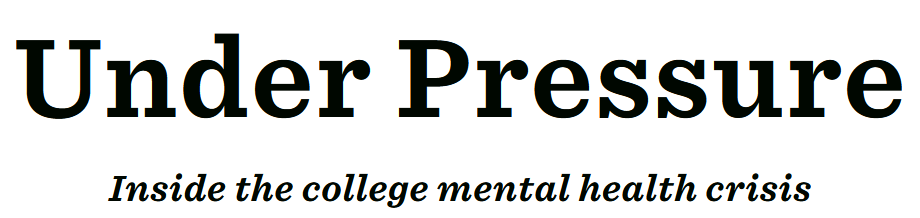 Under Pressure
Inside the college mental health crisis